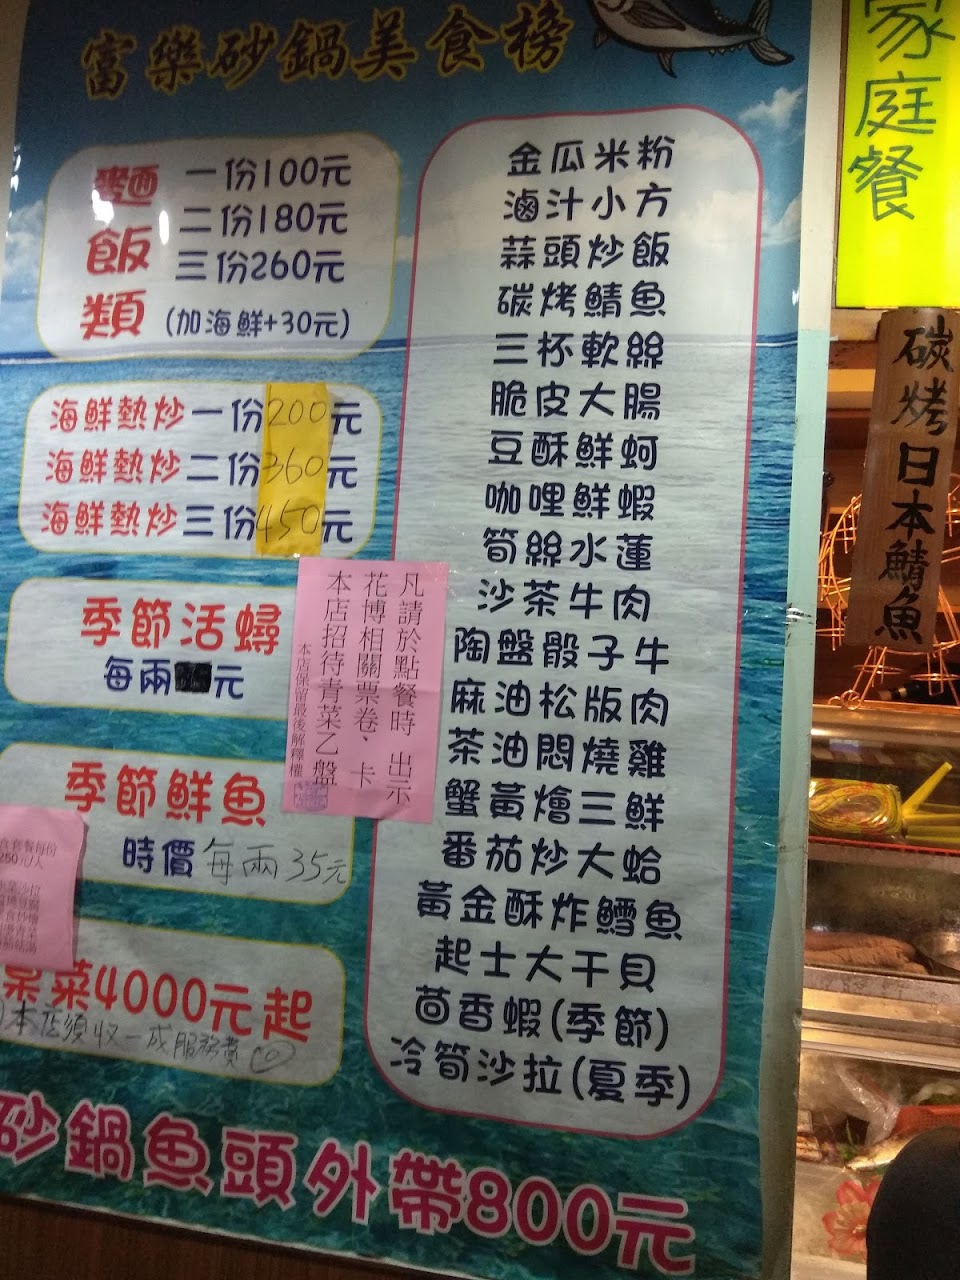 富樂砂鍋美食榜
麵飯類
一份100元
二份180元
三份260元
(加海鮮+30元)
海鮮熱炒一份200元
海鮮熱炒二份360元
海鮮熱炒三份450元
季節活蟳
每兩 元
季節鮮魚
時價每兩35元
菜4000元起
本店須收一成服務費
砂鍋魚頭外帶800元
凡請於點餐時 出示
花博相關票卷、卡
本店招待青菜乙盤
本店保留最後解釋權
金瓜米粉
滷汁小方
蒜頭炒飯
碳烤鯖魚
三杯軟絲
脆皮大腸
豆酥鮮蚵
咖哩鮮蝦
筍絲水蓮
沙茶牛肉
陶盤骰子牛
麻油松版肉
茶油悶燒雞
蟹黃燴三鮮
番茄炒大蛤
黃金酥炸鱈魚
起士大干貝
茴香蝦(季節)
冷筍沙拉(夏季)
家庭餐
碳烤日本鯖魚
套餐每份
250元/人